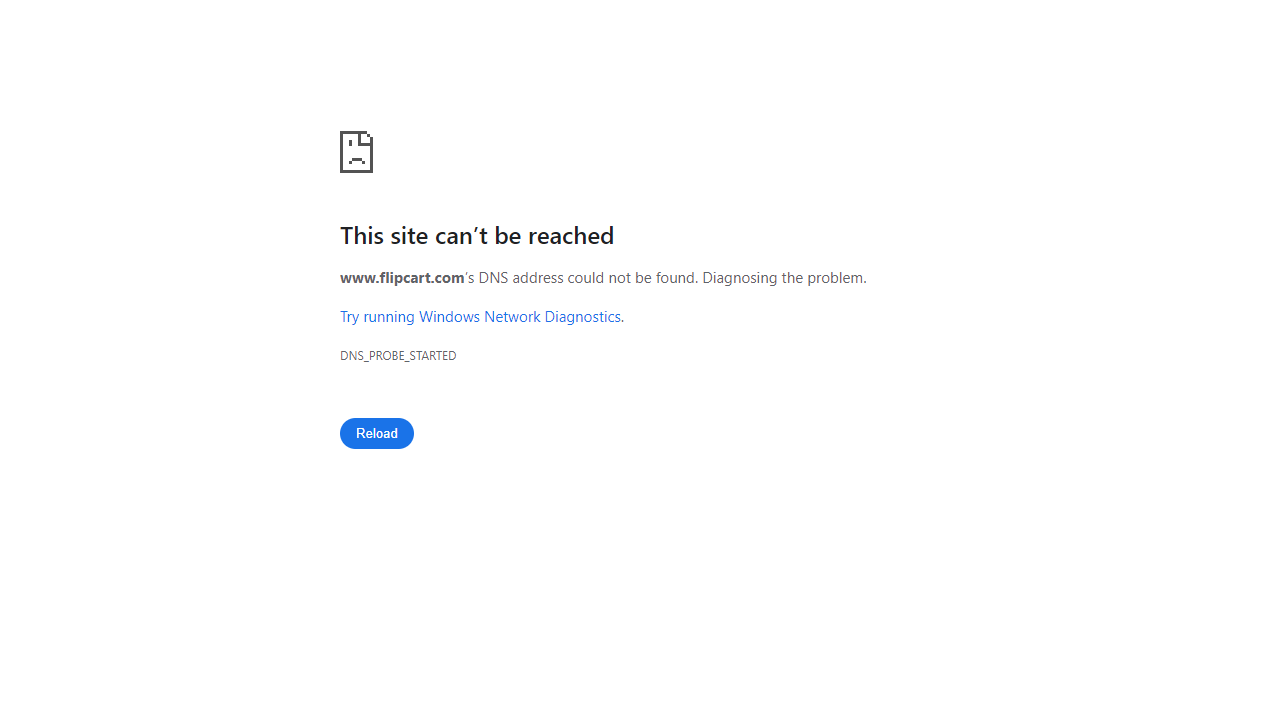 This site can’t be reached
www.flipcart.com’s DNS address could not be found. Diagnosing the problem.
Try running Windows Network Diagnostics.
DNS_PROBE_STARTED
Reload